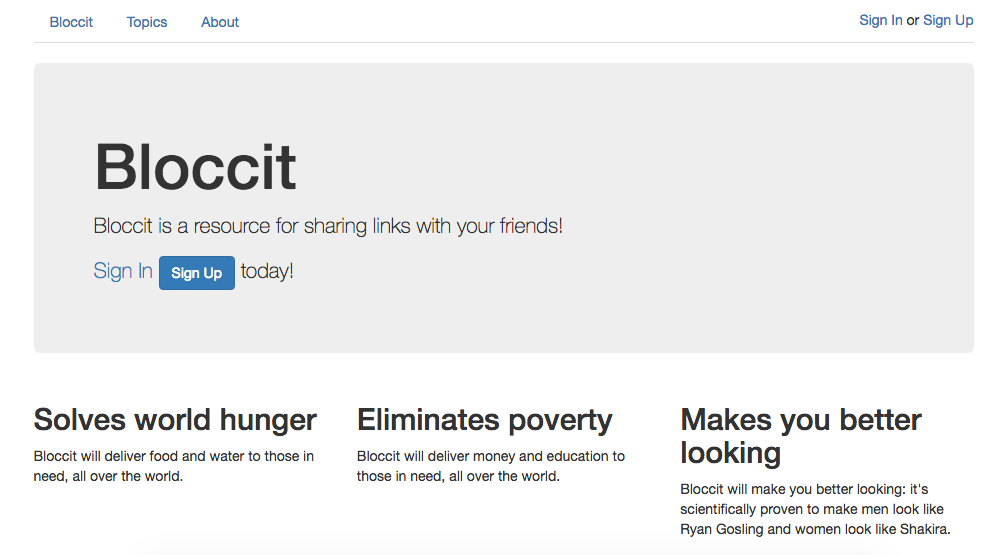 Bloccit Topics About Sign In or Sign Up
Bloccit
Bloccit is a resource for sharing links with your friends!
Sign In Sign Up today!
Solves world hunger
Bloccit will deliver food and water to those in
need, all over the world.
Eliminates poverty
Bloccit will deliver money and education to
those in need, all over the world.
Makes you better
looking
Bloccit will make you better looking: it's
scientifically proven to make men look like
Ryan Gosling and women look like Shakira.